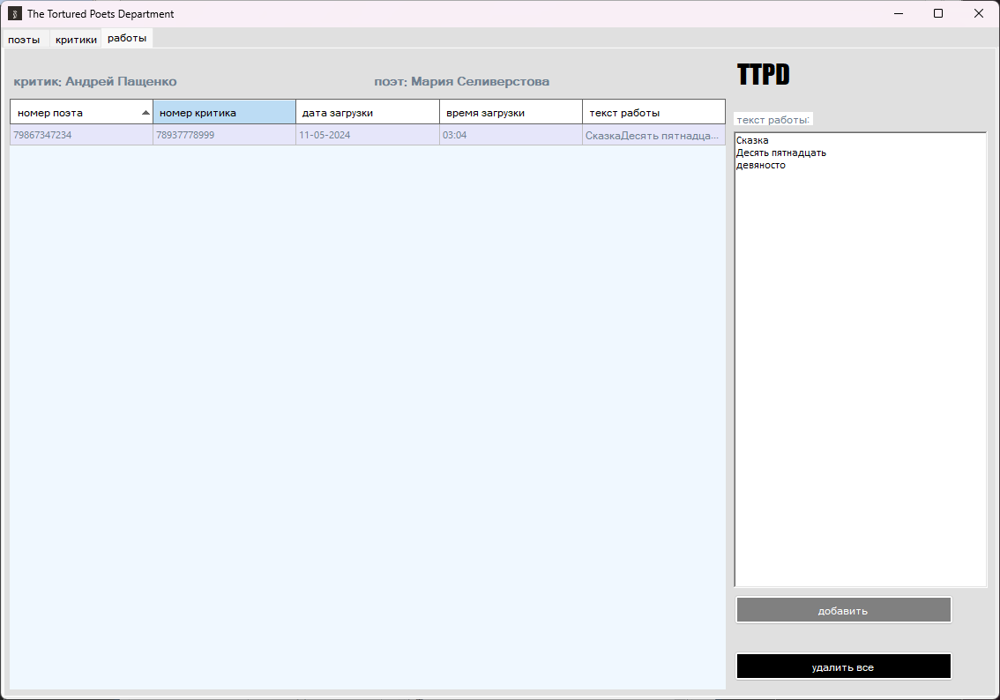 The Tortured Poets Department
поэты критики работы
критик: Андрей Пащенко поэт: Мария Селиверстова
TTPD
номер поэта номер критика дата загрузки время загрузки текст работы
79867347234 78937778999 11-05-2024 03:04 СказкаДесять пятнадца...
текст работы:
Сказка
Десять пятнадцать
девяносто
добавить
удалить все